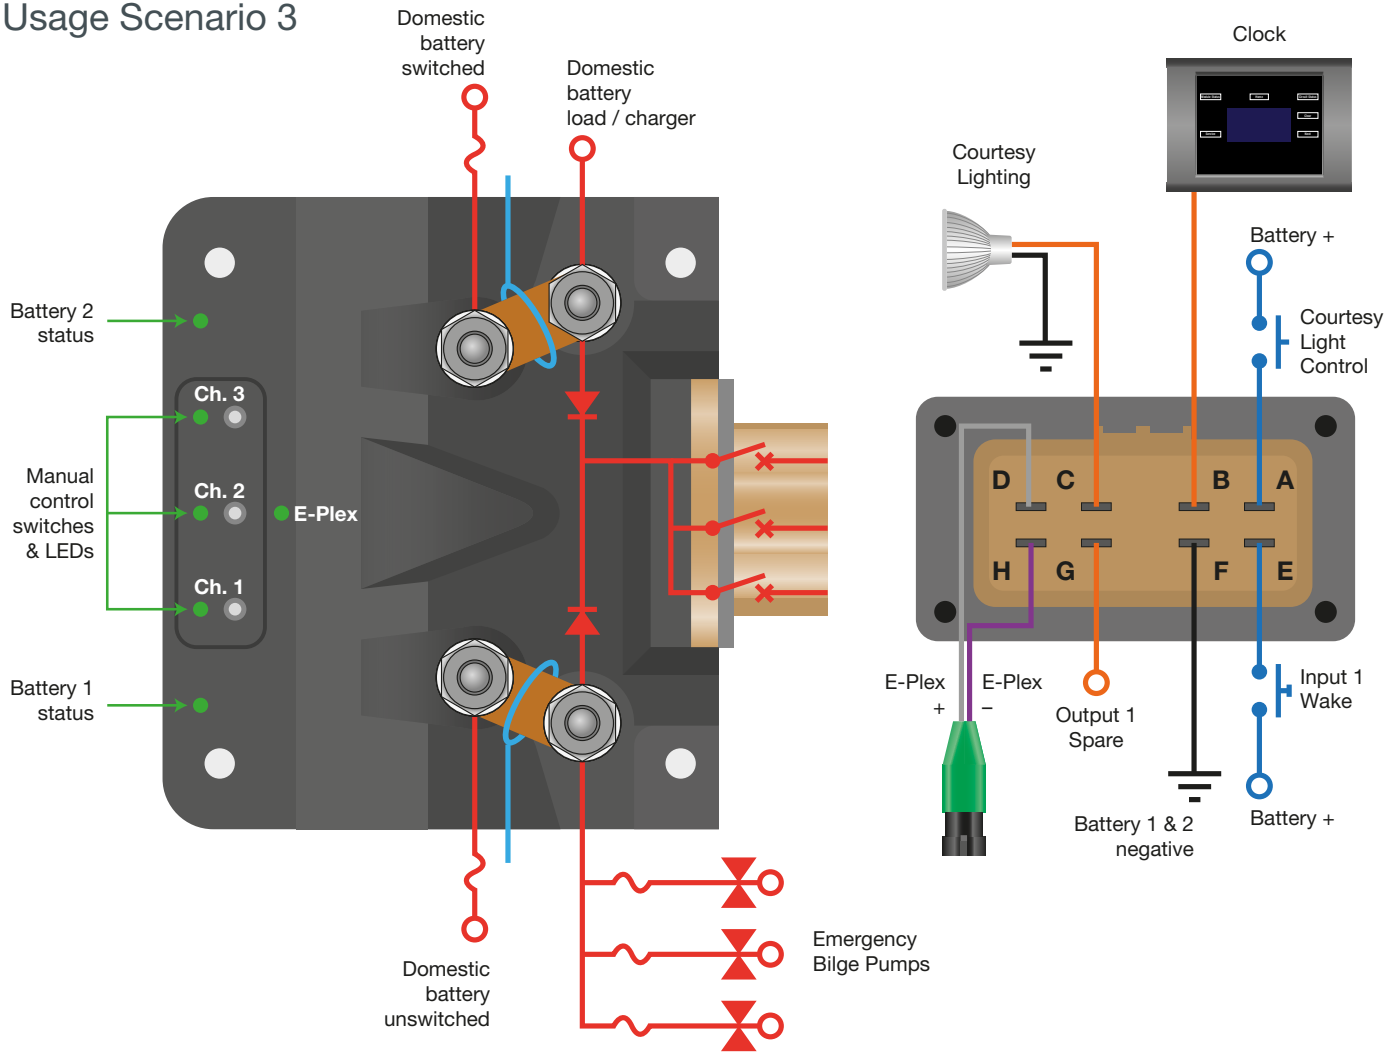 Usage Scenario 3
Domestic
battery
switched
Domestic
battery
load / charger
Clock
Courtesy
Lighting
Battery +
Courtesy
Light
Control
Battery 2
status
Ch. 3
Manual
control
switches
& LEDs
Ch. 2
E-Plex
Ch. 1
Battery 1
status
D C B A
H G F E
E-Plex
+
E-Plex
–
Output 1
Spare
Input 1
Wake
Battery 1 & 2
negative
Battery +
Emergency
Bilge Pumps
Domestic
battery
unswitched